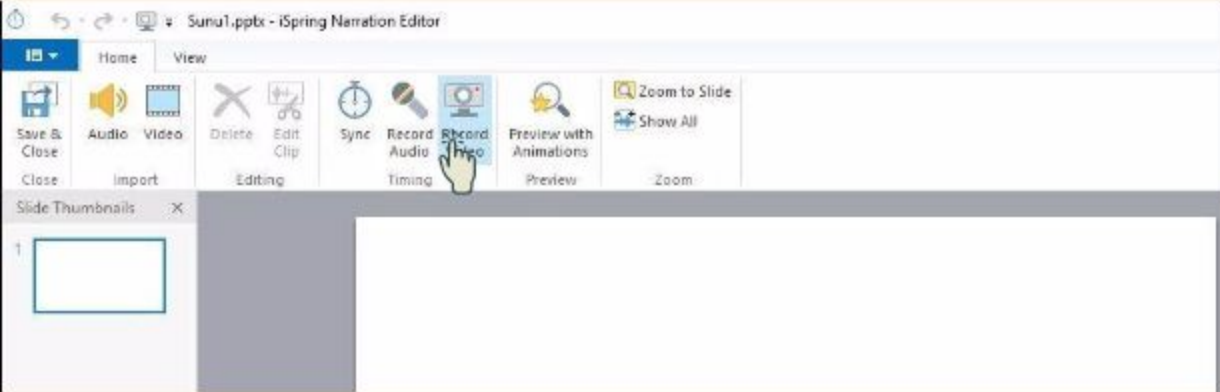 Sunu1.pptx - iSpring Narration Editor
Home View
Zoom to Slide
Show All
Save & Close
Audio
Video
Delete
Edit Clip
Sync
Record Audio
Record
Preview with Animations
Close
Import
Editing
Timing
Preview
Zoom
Slide Thumbnails
1